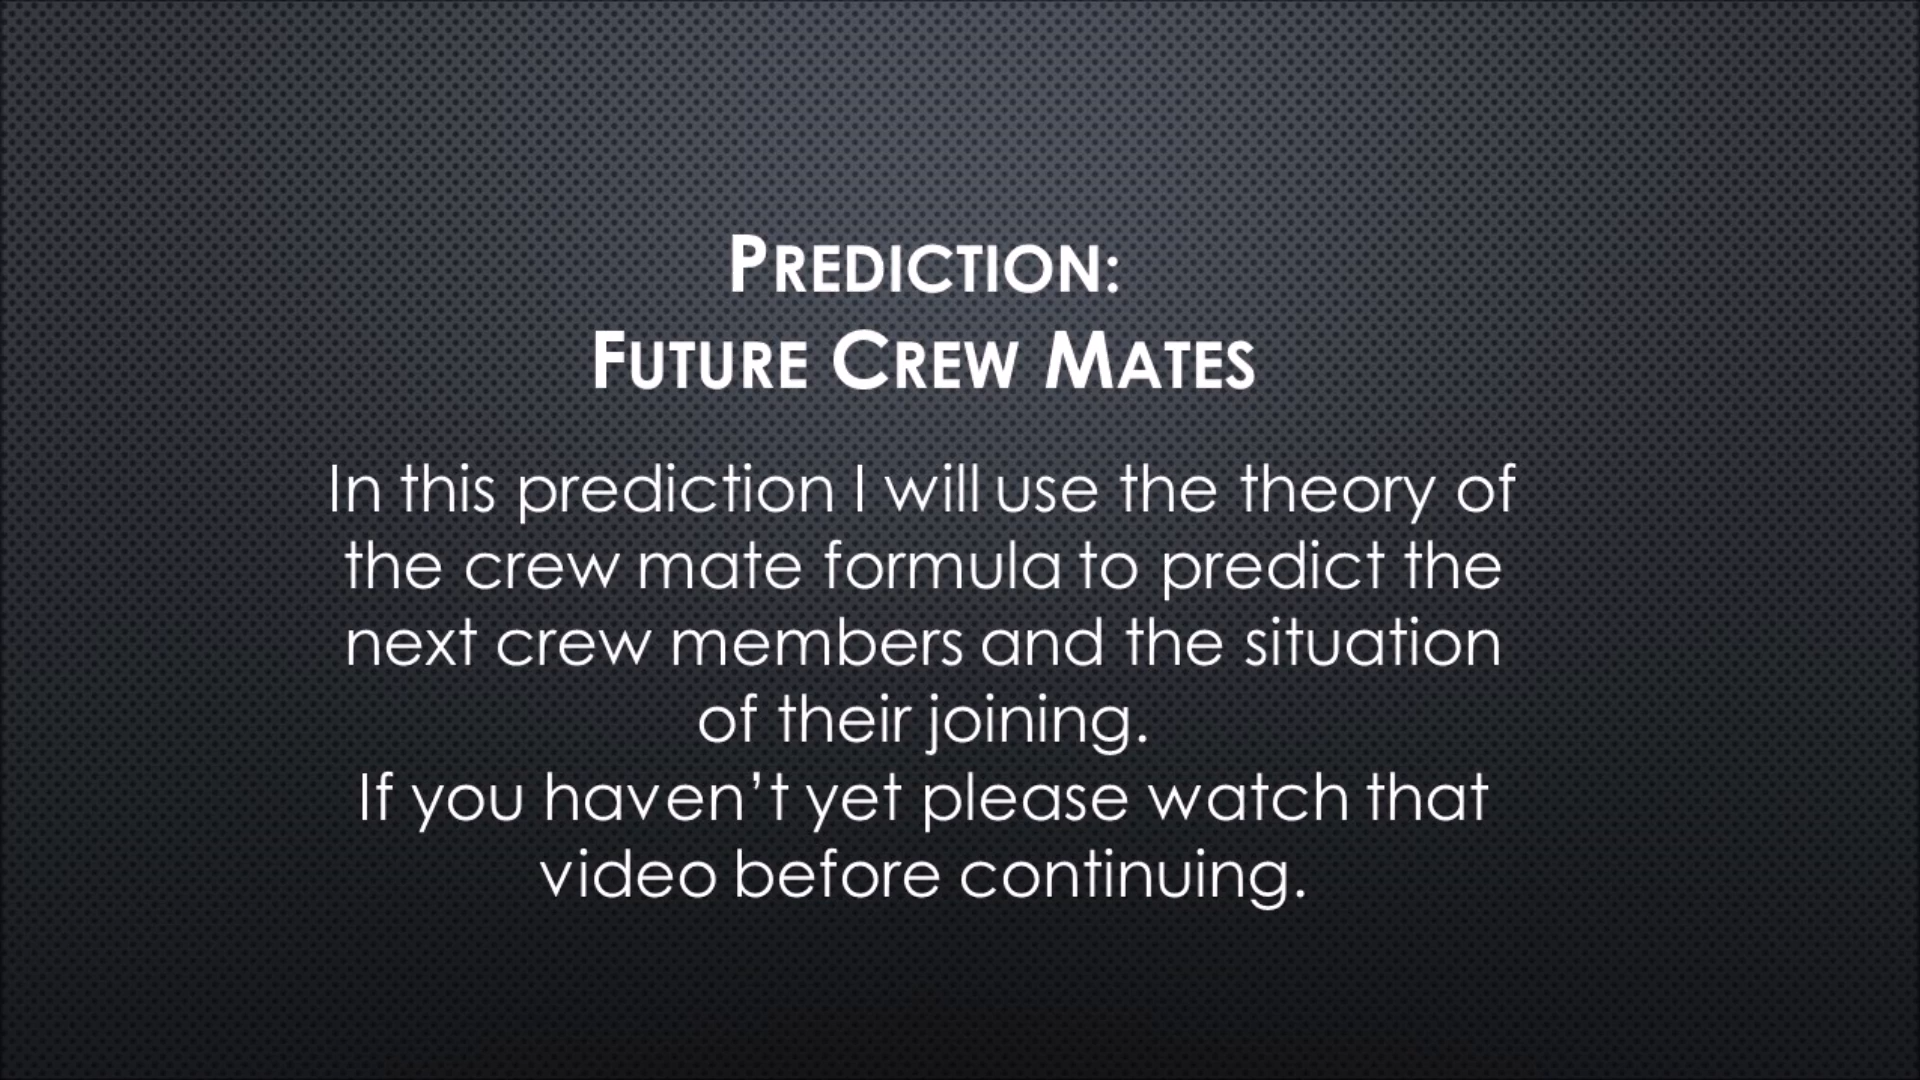 Prediction:
Future Crew Mates
In this prediction I will use the theory of
the crew mate formula to predict the
next crew members and the situation
of their joining.
If you haven’t yet please watch that
video before continuing.